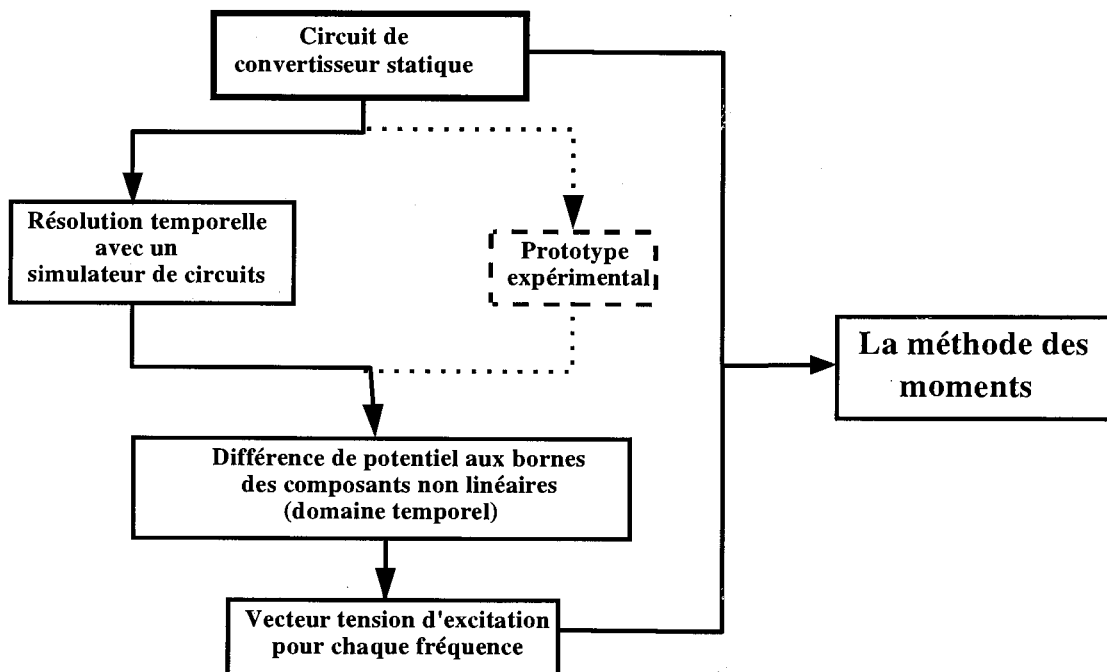 Circuit de
convertisseur statique
Résolution temporelle
avec un
simulateur de circuits
Prototype
expérimental
La méthode des
moments
Différence de potentiel aux bornes
des composants non linéaires
(domaine temporel)
Vecteur tension d'excitation
pour chaque fréquence